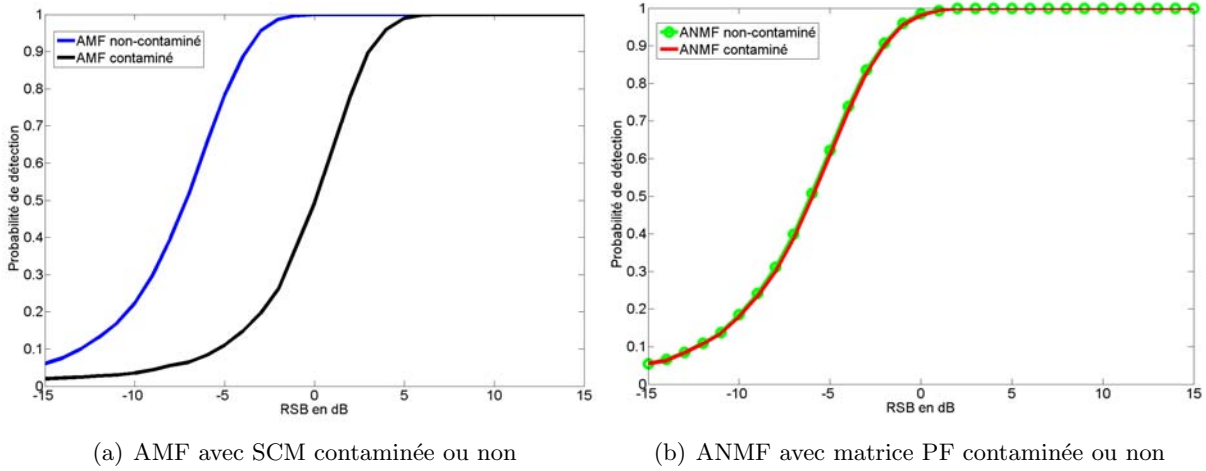 AMF non-contaminé
AMF contaminé
Probabilité de détection
1
0.9
0.8
0.7
0.6
0.5
0.4
0.3
0.2
0.1
0
-15 -10 -5 0 5 10 15
RSB en dB
(a) AMF avec SCM contaminée ou non
ANMF non-contaminé
ANMF contaminé
Probabilité de détection
1
0.9
0.8
0.7
0.6
0.5
0.4
0.3
0.2
0.1
0
-15 -10 -5 0 5 10 15
RSB en dB
(b) ANMF avec matrice PF contaminée ou non